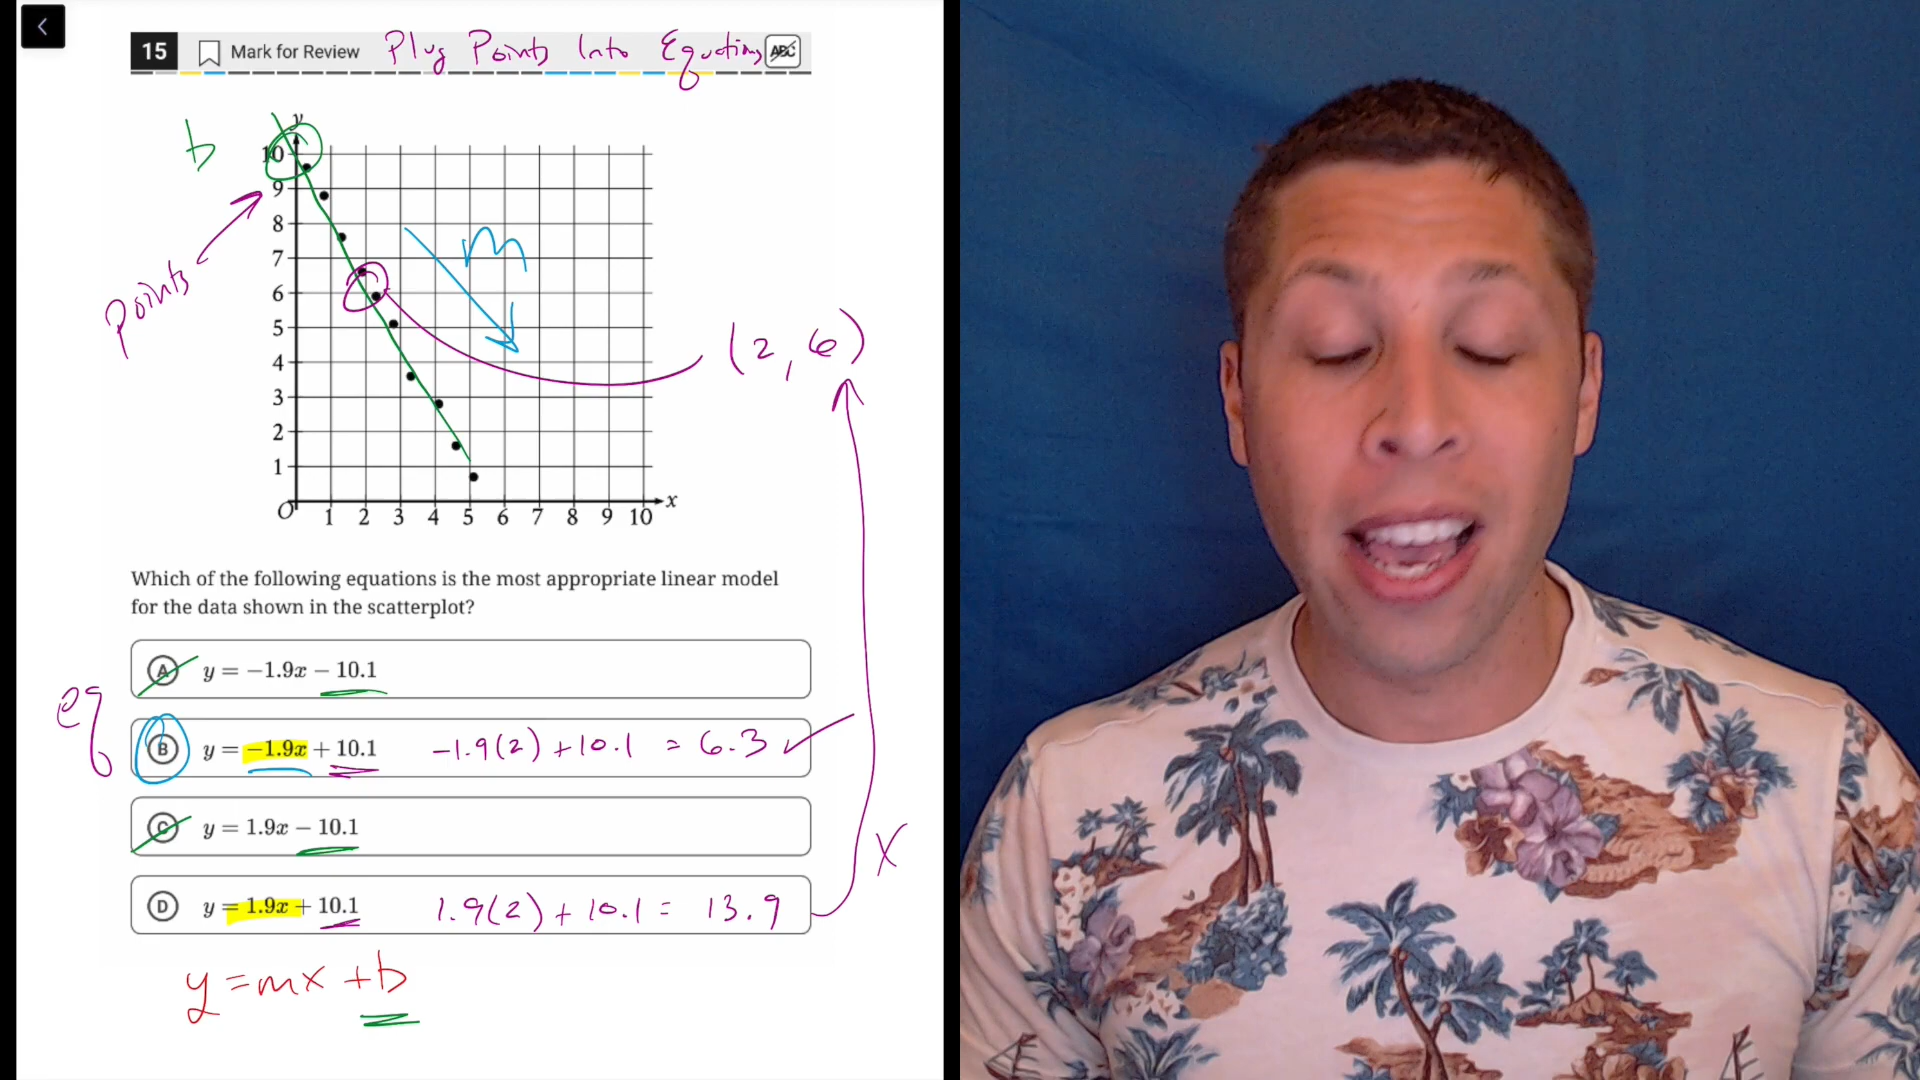 15 Mark for Review Plug Points Into Equations ABC
b
y
10
9
8
7
6
5
4
3
2
1
O 1 2 3 4 5 6 7 8 9 10 x
m
points
(2, 6)
Which of the following equations is the most appropriate linear model
for the data shown in the scatterplot?
eq
A y = −1.9x − 10.1
B y = −1.9x + 10.1 −1.9(2) + 10.1 = 6.3 ✓
C y = 1.9x − 10.1
X
D y = 1.9x + 10.1 1.9(2) + 10.1 = 13.9
y = mx + b